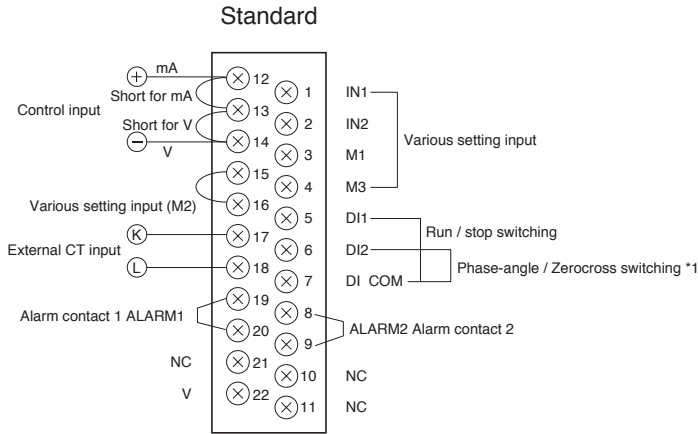 Standard
+ mA
12
Short for mA
Control input
13
Short for V
14
−
V
15
Various setting input (M2)
16
K
17
External CT input
L
18
19
Alarm contact 1 ALARM1
20
NC
21
V
22
1 IN1
2 IN2
Various setting input
3 M1
4 M3
5 DI1
Run / stop switching
6 DI2
Phase-angle / Zerocross switching *1
7 DI COM
8
ALARM2 Alarm contact 2
9
10 NC
11 NC